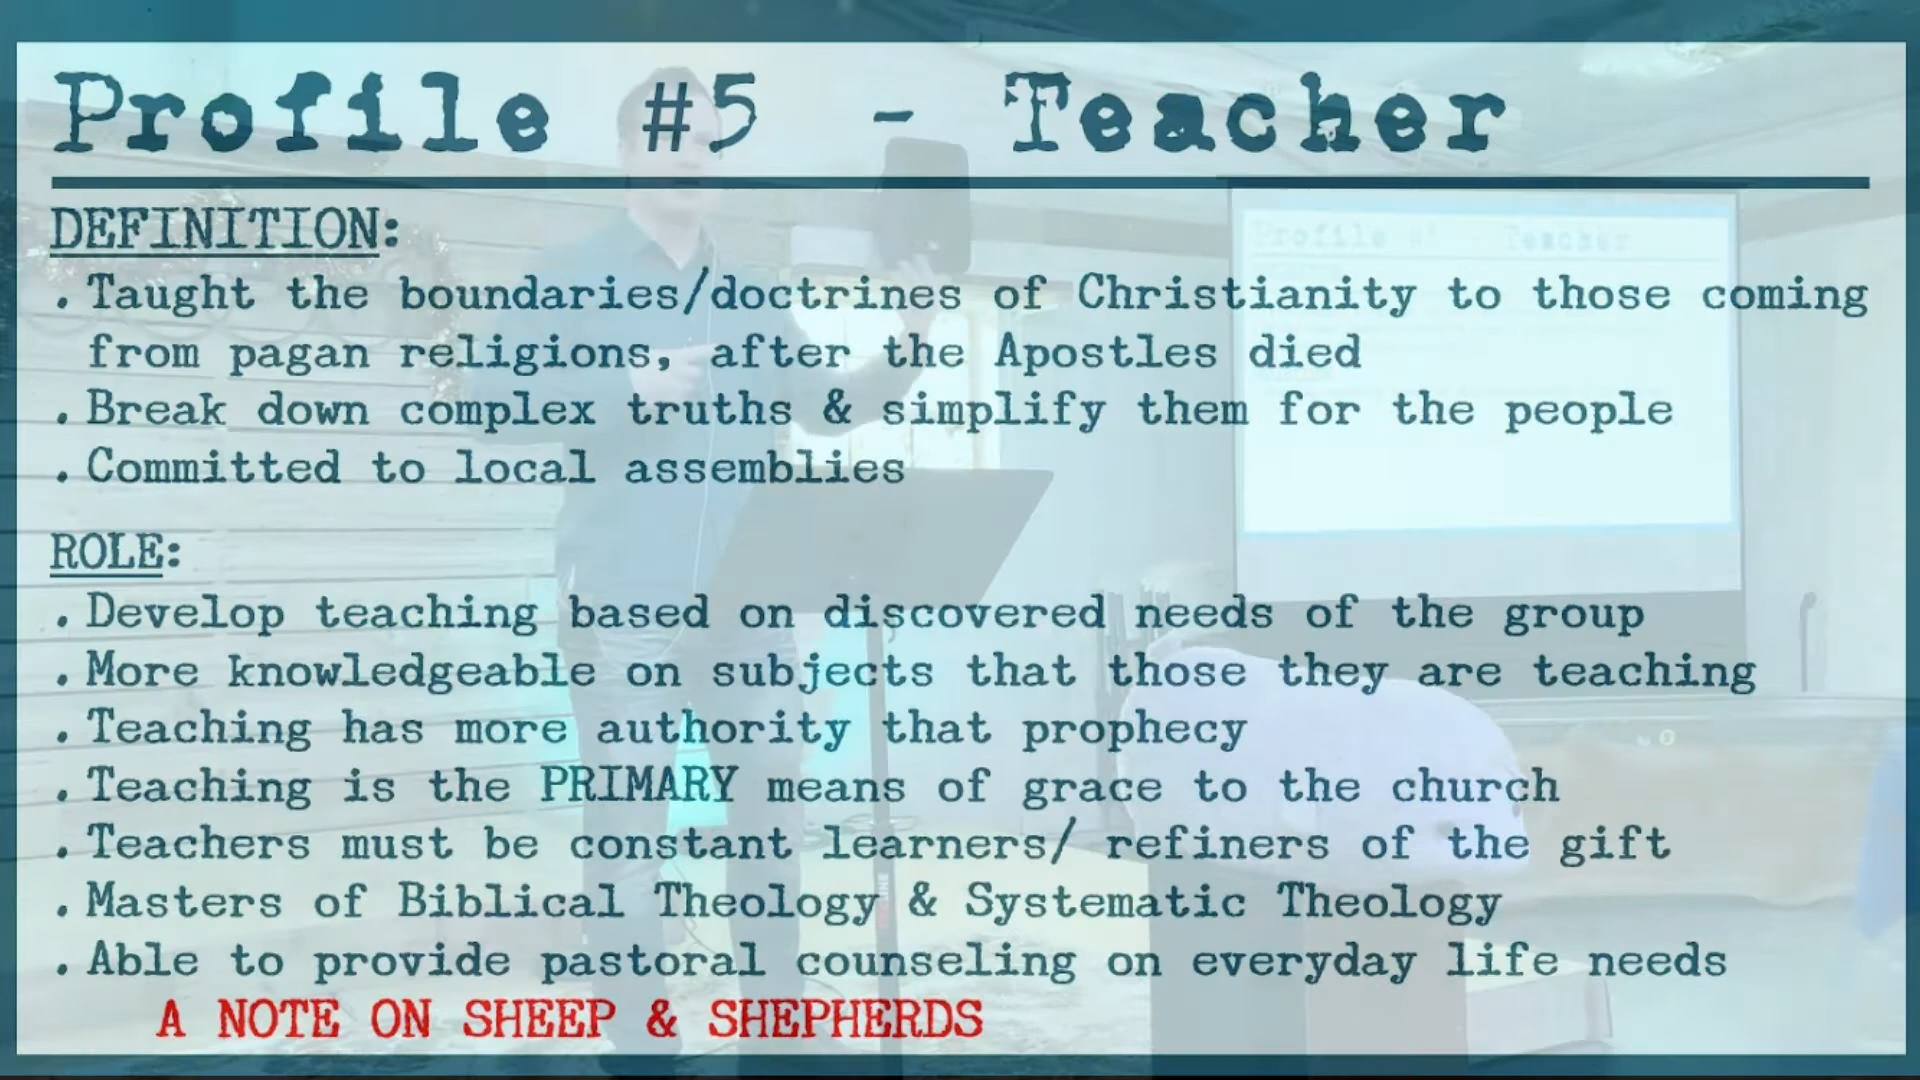 Profile #5 - Teacher
DEFINITION:
. Taught the boundaries/doctrines of Christianity to those coming
from pagan religions, after the Apostles died
. Break down complex truths & simplify them for the people
. Committed to local assemblies
ROLE:
. Develop teaching based on discovered needs of the group
. More knowledgeable on subjects that those they are teaching
. Teaching has more authority that prophecy
. Teaching is the PRIMARY means of grace to the church
. Teachers must be constant learners/ refiners of the gift
. Masters of Biblical Theology & Systematic Theology
. Able to provide pastoral counseling on everyday life needs
A NOTE ON SHEEP & SHEPHERDS
Profile # - Teacher